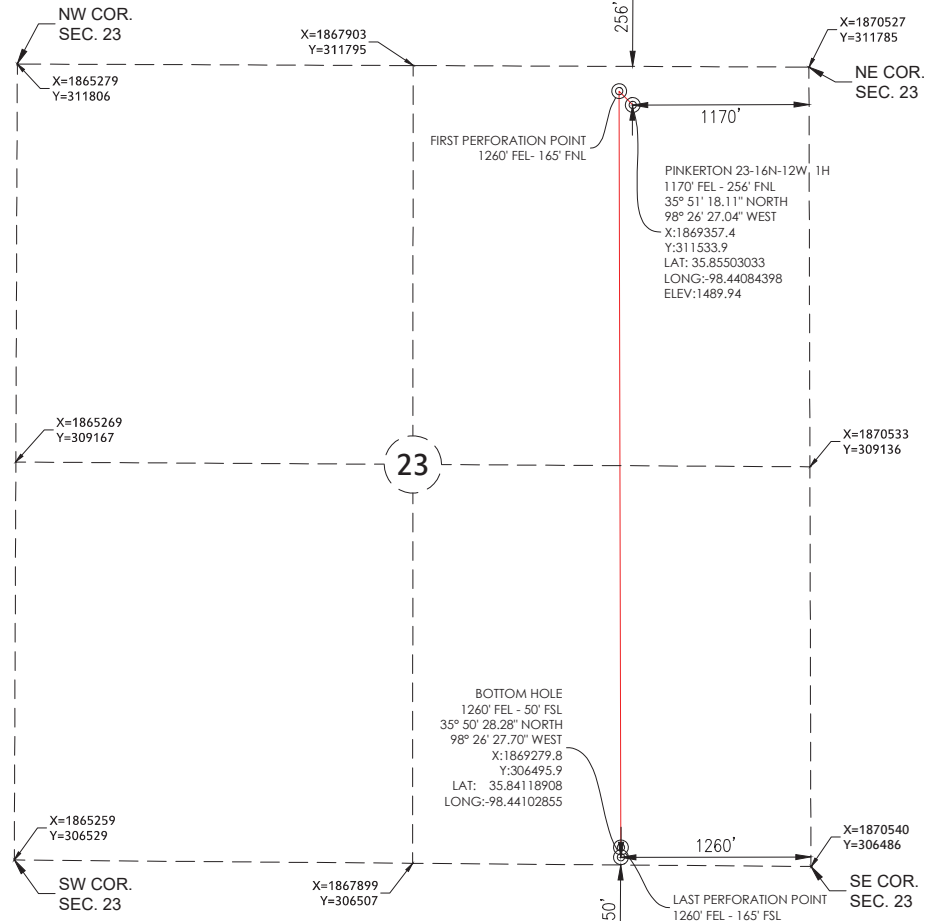 NW COR.
SEC. 23
X=1865279
Y=311806
X=1867903
Y=311795
256'
X=1870527
Y=311785
NE COR.
SEC. 23
1170'
FIRST PERFORATION POINT
1260' FEL- 165' FNL
PINKERTON 23-16N-12W 1H
1170' FEL - 256' FNL
35° 51' 18.11" NORTH
98° 26' 27.04" WEST
X:1869357.4
Y:311533.9
LAT: 35.85503033
LONG:-98.44084398
ELEV:1489.94
X=1865269
Y=309167
23
X=1870533
Y=309136
BOTTOM HOLE
1260' FEL - 50' FSL
35° 50' 28.28" NORTH
98° 26' 27.70" WEST
X:1869279.8
Y:306495.9
LAT: 35.84118908
LONG:-98.44102855
X=1865259
Y=306529
SW COR.
SEC. 23
X=1867899
Y=306507
50'
1260'
LAST PERFORATION POINT
1260' FEL - 165' FSL
X=1870540
Y=306486
SE COR.
SEC. 23